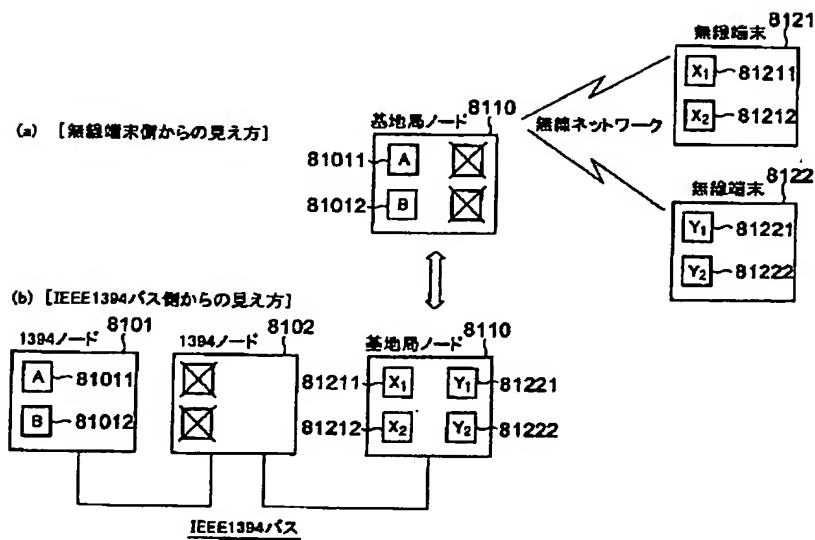 (a) [無線端末側からの見え方]
基地局ノード 8110
81011 A
81012 B
無線ネットワーク
無線端末 8121
X1 81211
X2 81212
無線端末 8122
Y1 81221
Y2 81222
(b) [IEEE1394バス側からの見え方]
1394ノード 8101
A 81011
B 81012
1394ノード 8102
基地局ノード 8110
81211 X1 Y1 81221
81212 X2 Y2 81222
IEEE1394バス